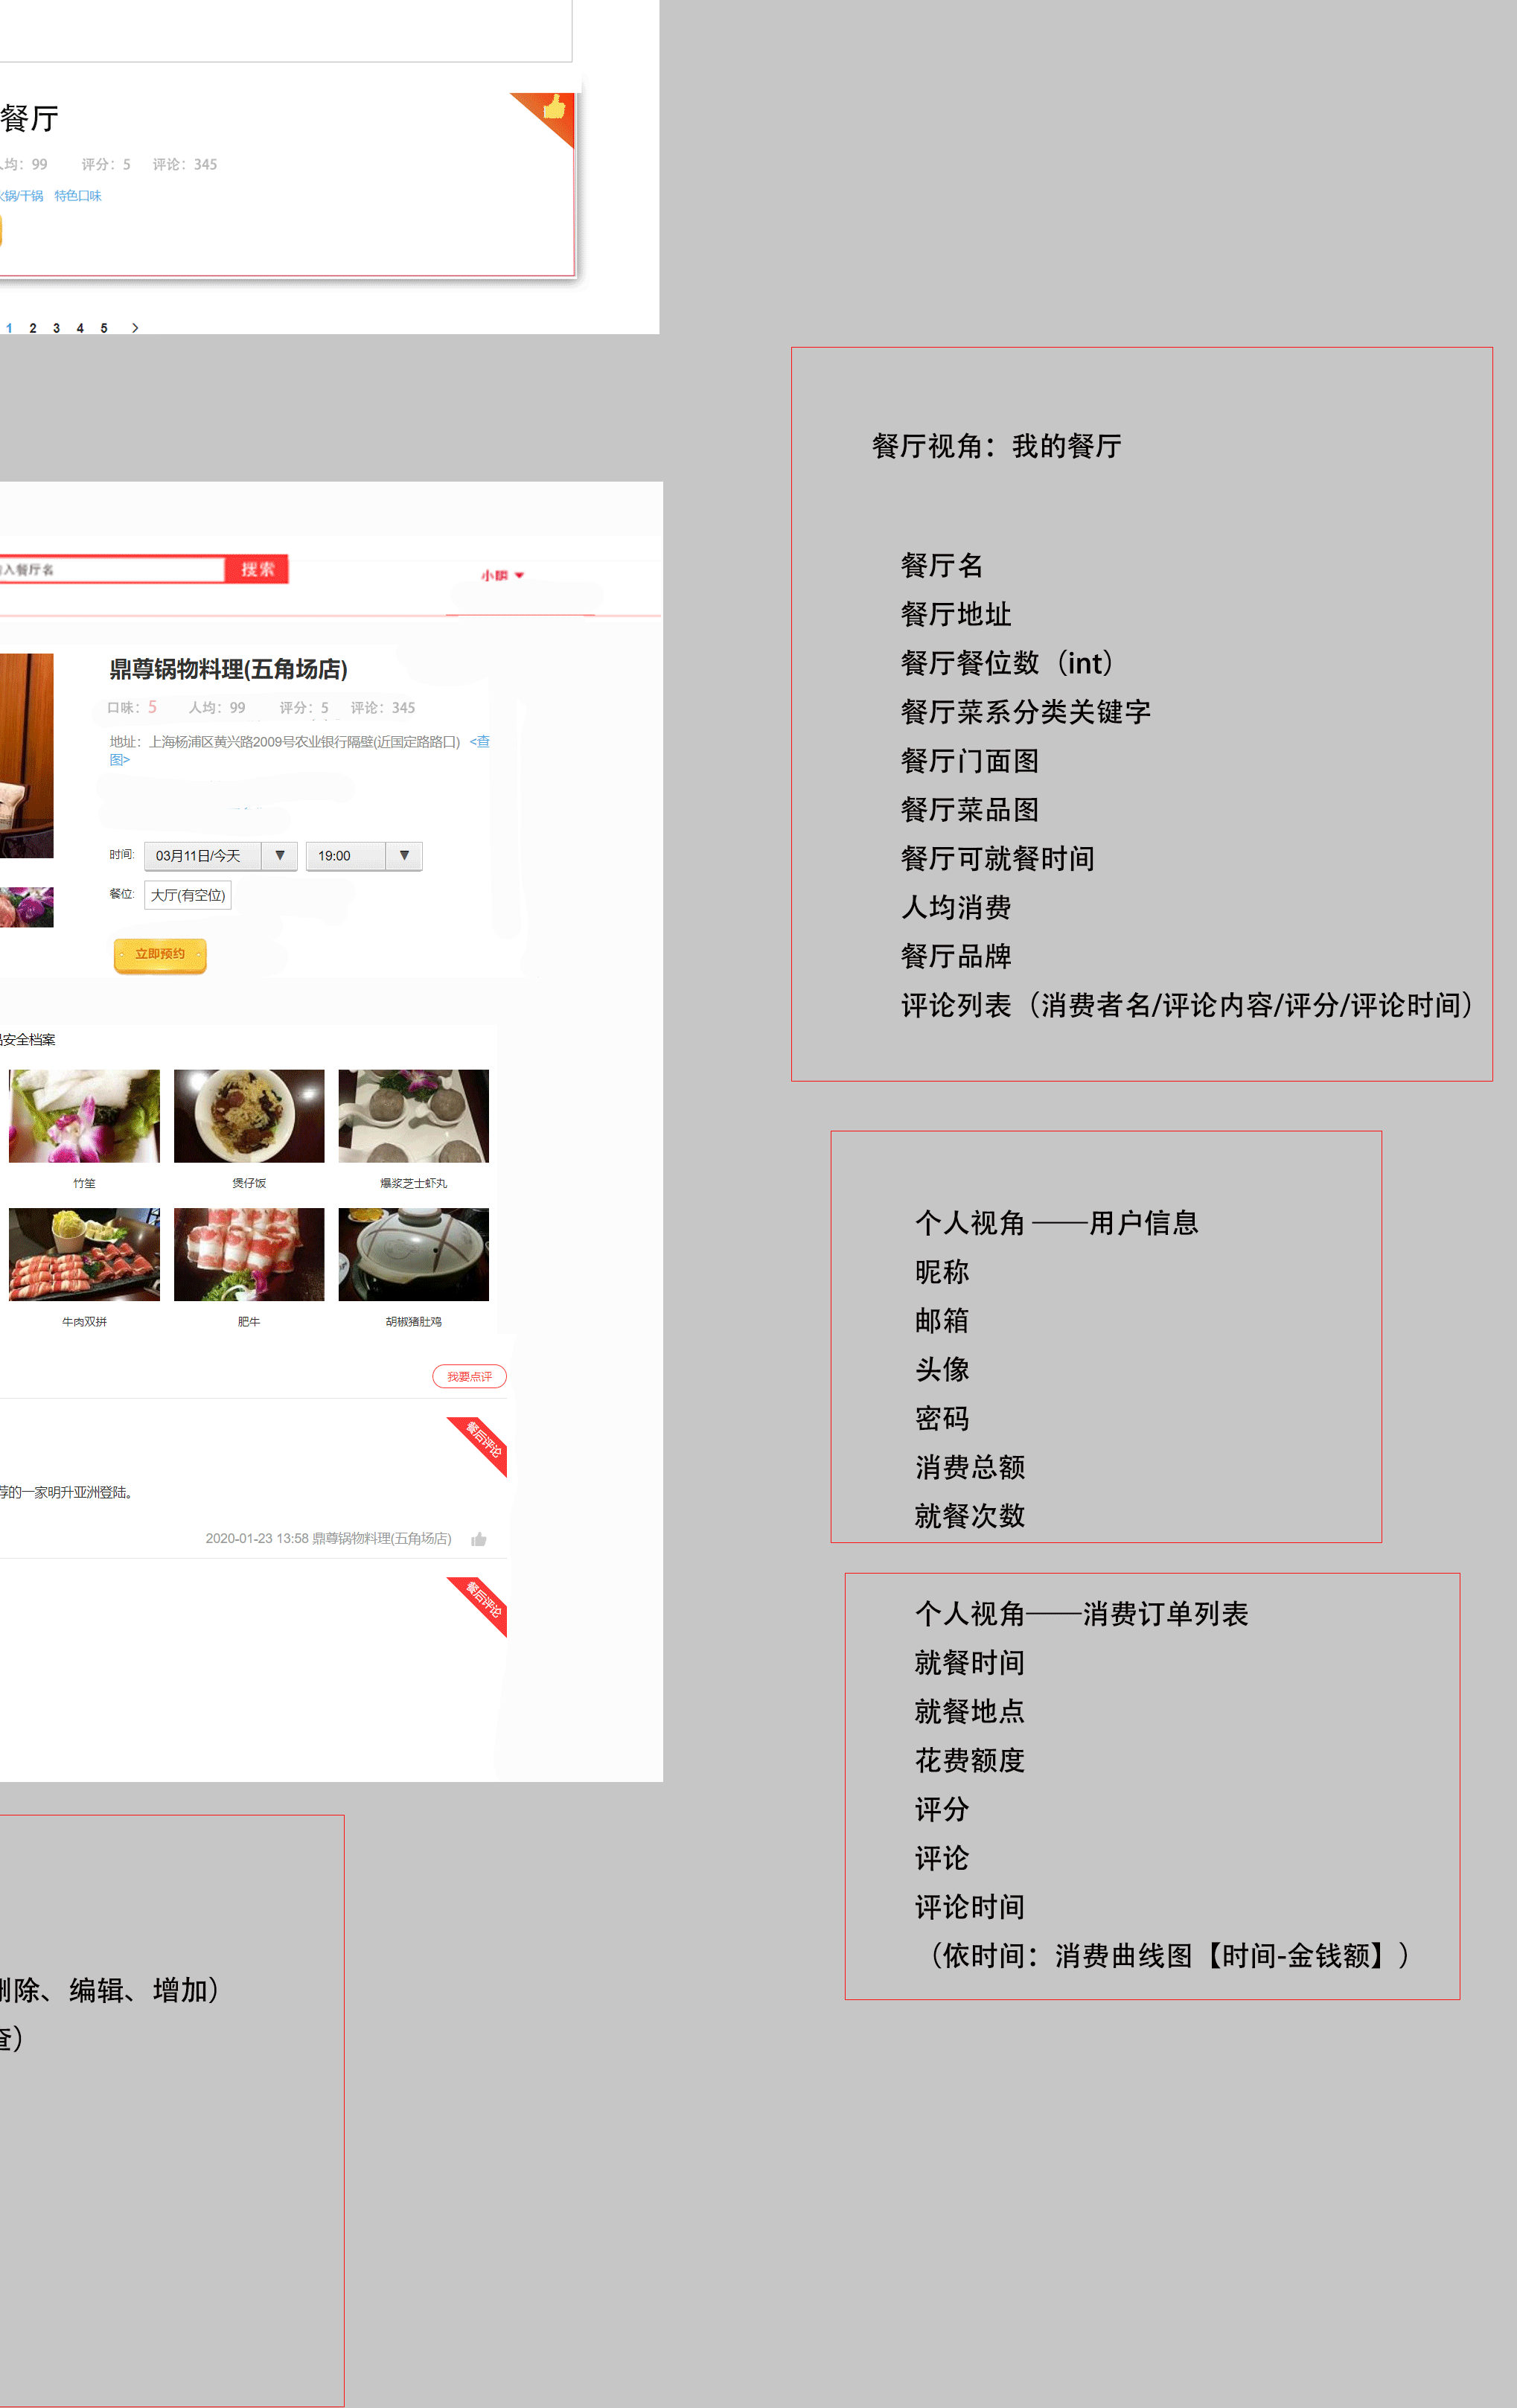 餐厅
人均：99 评分：5 评论：345
火锅/干锅 特色口味
1 2 3 4 5 >
入餐厅名 搜索
鼎尊锅物料理(五角场店)
口味：5 人均：99 评分：5 评论：345
地址：上海杨浦区黄兴路2009号农业银行隔壁(近国定路路口) <查
图>
时间: 03月11日/今天 ▼ 19:00 ▼
餐位: 大厅(有空位)
立即预约
品安全档案
竹笙 煲仔饭 爆浆芝士虾丸
牛肉双拼 肥牛 胡椒猪肚鸡
我要点评
餐后评论
荐的一家明升亚洲登陆。
2020-01-23 13:58 鼎尊锅物料理(五角场店)
餐后评论
删除、编辑、增加）
查）
餐厅视角：我的餐厅
餐厅名
餐厅地址
餐厅餐位数（int）
餐厅菜系分类关键字
餐厅门面图
餐厅菜品图
餐厅可就餐时间
人均消费
餐厅品牌
评论列表（消费者名/评论内容/评分/评论时间）
个人视角 ——用户信息
昵称
邮箱
头像
密码
消费总额
就餐次数
个人视角——消费订单列表
就餐时间
就餐地点
花费额度
评分
评论
评论时间
（依时间：消费曲线图【时间-金钱额】）